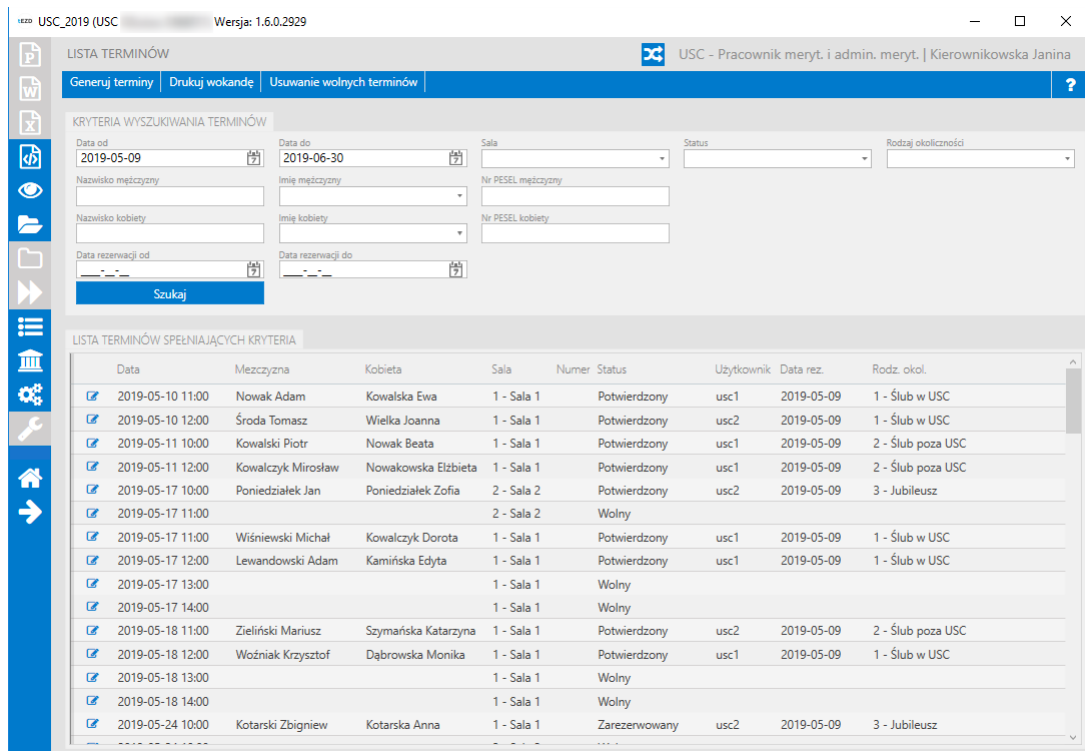 tEZD USC_2019 (USC Wersja: 1.6.0.2929
LISTA TERMINÓW USC - Pracownik meryt. i admin. meryt. | Kierownikowska Janina
Generuj terminy Drukuj wokandę Usuwanie wolnych terminów ?
KRYTERIA WYSZUKIWANIA TERMINÓW
Data od Data do Sala Status Rodzaj okoliczności
2019-05-09 2019-06-30
Nazwisko mężczyzny Imię mężczyzny Nr PESEL mężczyzny
Nazwisko kobiety Imię kobiety Nr PESEL kobiety
Data rezerwacji od Data rezerwacji do
____-__-__ ____-__-__
Szukaj
LISTA TERMINÓW SPEŁNIAJĄCYCH KRYTERIA
Data Mezczyzna Kobieta Sala Numer Status Użytkownik Data rez. Rodz. okol.
2019-05-10 11:00 Nowak Adam Kowalska Ewa 1 - Sala 1 Potwierdzony usc1 2019-05-09 1 - Ślub w USC
2019-05-10 12:00 Środa Tomasz Wielka Joanna 1 - Sala 1 Potwierdzony usc2 2019-05-09 1 - Ślub w USC
2019-05-11 10:00 Kowalski Piotr Nowak Beata 1 - Sala 1 Potwierdzony usc1 2019-05-09 2 - Ślub poza USC
2019-05-11 12:00 Kowalczyk Mirosław Nowakowska Elżbieta 1 - Sala 1 Potwierdzony usc1 2019-05-09 2 - Ślub poza USC
2019-05-17 10:00 Poniedziałek Jan Poniedziałek Zofia 2 - Sala 2 Potwierdzony usc2 2019-05-09 3 - Jubileusz
2019-05-17 11:00 2 - Sala 2 Wolny
2019-05-17 11:00 Wiśniewski Michał Kowalczyk Dorota 1 - Sala 1 Potwierdzony usc1 2019-05-09 1 - Ślub w USC
2019-05-17 12:00 Lewandowski Adam Kamińska Edyta 1 - Sala 1 Potwierdzony usc1 2019-05-09 1 - Ślub w USC
2019-05-17 13:00 1 - Sala 1 Wolny
2019-05-17 14:00 1 - Sala 1 Wolny
2019-05-18 11:00 Zieliński Mariusz Szymańska Katarzyna 1 - Sala 1 Potwierdzony usc2 2019-05-09 2 - Ślub poza USC
2019-05-18 12:00 Woźniak Krzysztof Dąbrowska Monika 1 - Sala 1 Potwierdzony usc1 2019-05-09 1 - Ślub w USC
2019-05-18 13:00 1 - Sala 1 Wolny
2019-05-18 14:00 1 - Sala 1 Wolny
2019-05-24 10:00 Kotarski Zbigniew Kotarska Anna 1 - Sala 1 Zarezerwowany usc2 2019-05-09 3 - Jubileusz